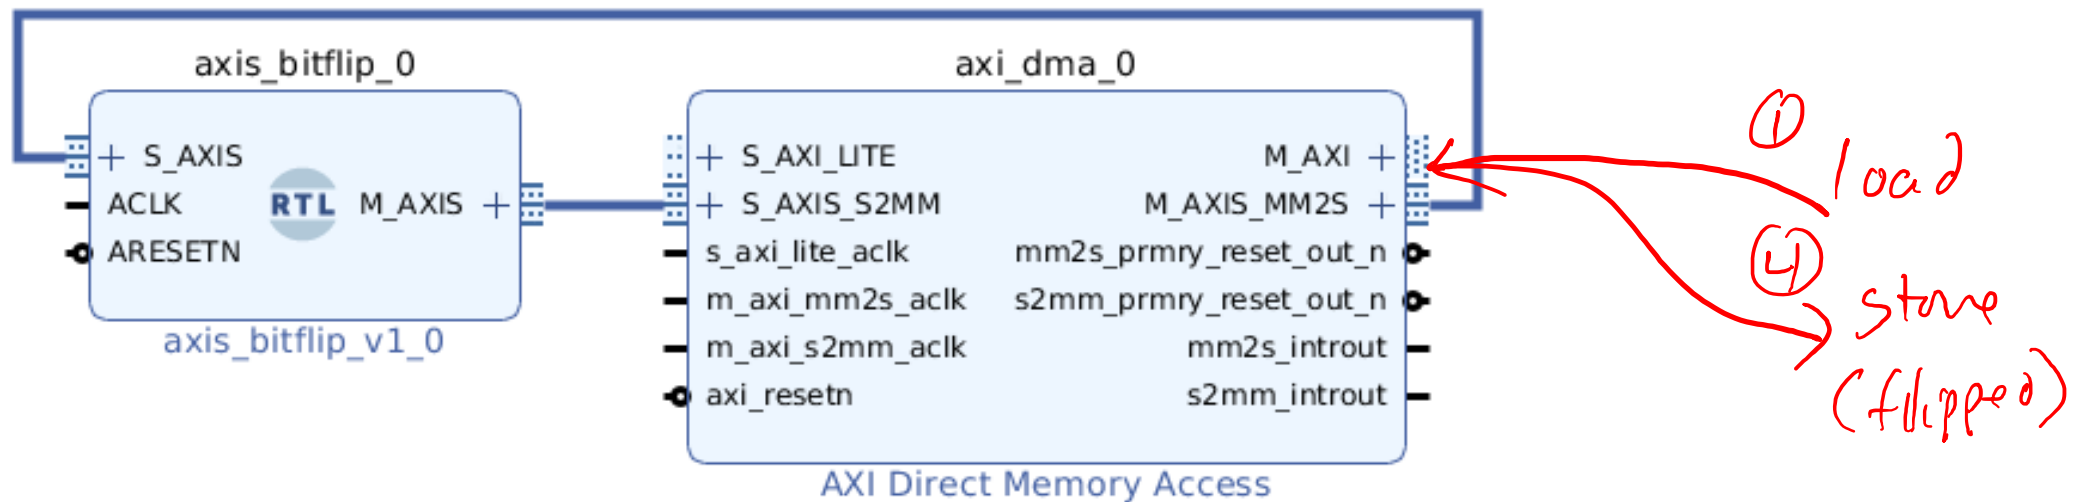 axis_bitflip_0
S_AXIS
ACLK
ARESETN
RTL
M_AXIS
axis_bitflip_v1_0
axi_dma_0
S_AXI_LITE
S_AXIS_S2MM
s_axi_lite_aclk
m_axi_mm2s_aclk
m_axi_s2mm_aclk
axi_resetn
M_AXI
M_AXIS_MM2S
mm2s_prmry_reset_out_n
s2mm_prmry_reset_out_n
mm2s_introut
s2mm_introut
AXI Direct Memory Access
① load
④ store
(flipped)